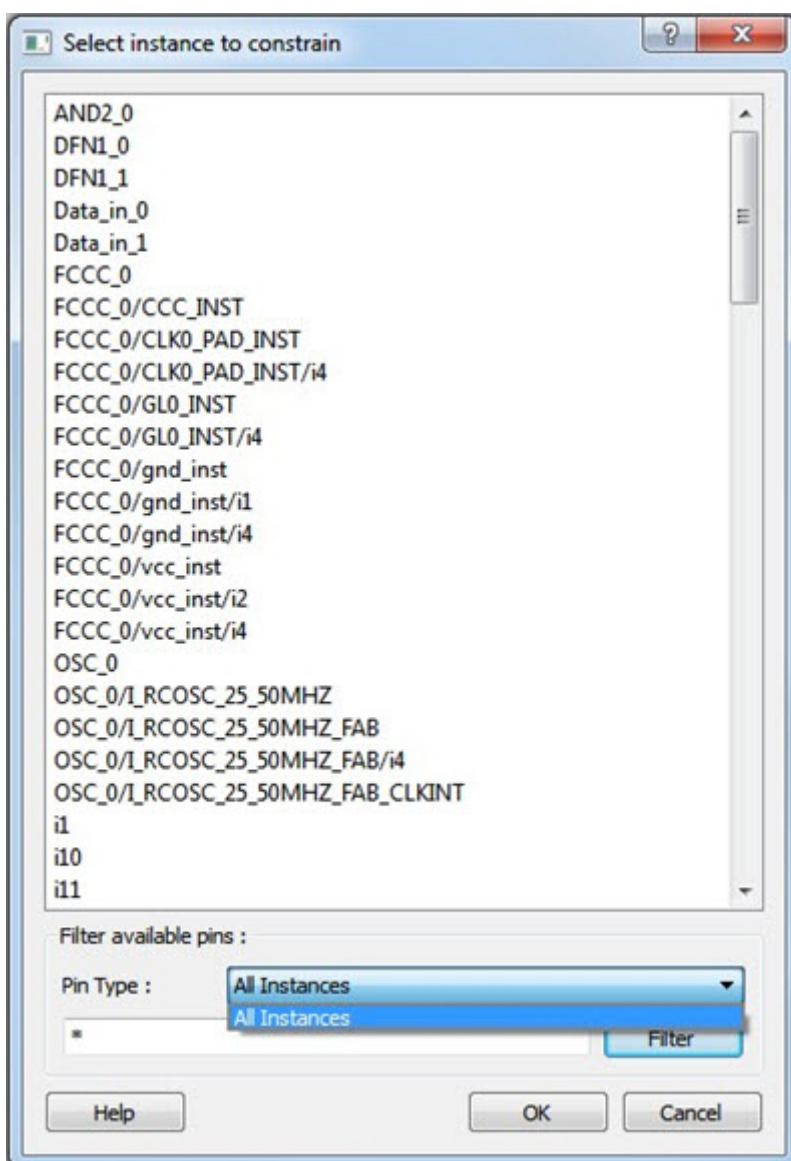 Select instance to constrain
AND2_0
DFN1_0
DFN1_1
Data_in_0
Data_in_1
FCCC_0
FCCC_0/CCC_INST
FCCC_0/CLK0_PAD_INST
FCCC_0/CLK0_PAD_INST/i4
FCCC_0/GL0_INST
FCCC_0/GL0_INST/i4
FCCC_0/gnd_inst
FCCC_0/gnd_inst/i1
FCCC_0/gnd_inst/i4
FCCC_0/vcc_inst
FCCC_0/vcc_inst/i2
FCCC_0/vcc_inst/i4
OSC_0
OSC_0/I_RCOSC_25_50MHZ
OSC_0/I_RCOSC_25_50MHZ_FAB
OSC_0/I_RCOSC_25_50MHZ_FAB/i4
OSC_0/I_RCOSC_25_50MHZ_FAB_CLKINT
i1
i10
i11
Filter available pins :
Pin Type : All Instances
All Instances
* Filter
Help OK Cancel